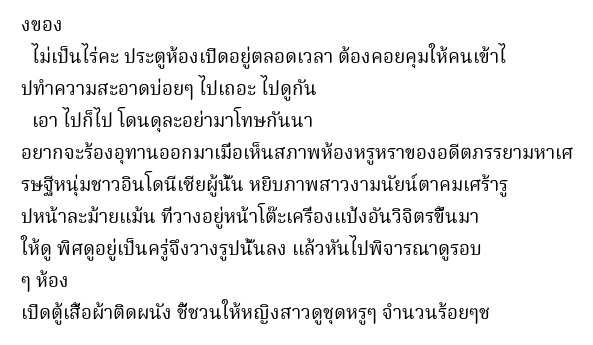 งของ
ไม่เป็นไร่คะ ประตูห้องเปิดอยู่ตลอดเวลา ต้องคอยคุมให้คนเข้าไ
ปทำความสะอาดบ่อยๆ ไปเถอะ ไปดูกัน
เอา ไปก็ไป โดนดุละอย่ามาโทษกันนา
อยากจะร้องอุทานออกมาเมื่อเห็นสภาพห้องหรูหราของอดีตภรรยามหาเศ
รษฐีหนุ่มชาวอินโดนีเซียผู้นั้น หยิบภาพสาวงามนัยน์ตาคมเศร้ารู
ปหน้าละม้ายแม้น ที่วางอยู่หน้าโต๊ะเครื่องแป้งอันวิจิตรขึ้นมา
ให้ดู พิศดูอยู่เป็นครู่จึงวางรูปนั้นลง แล้วหันไปพิจารณาดูรอบ
ๆ ห้อง
เปิดตู้เสื้อผ้าติดผนัง ชี้ชวนให้หญิงสาวดูชุดหรูๆ จำนวนร้อยๆช